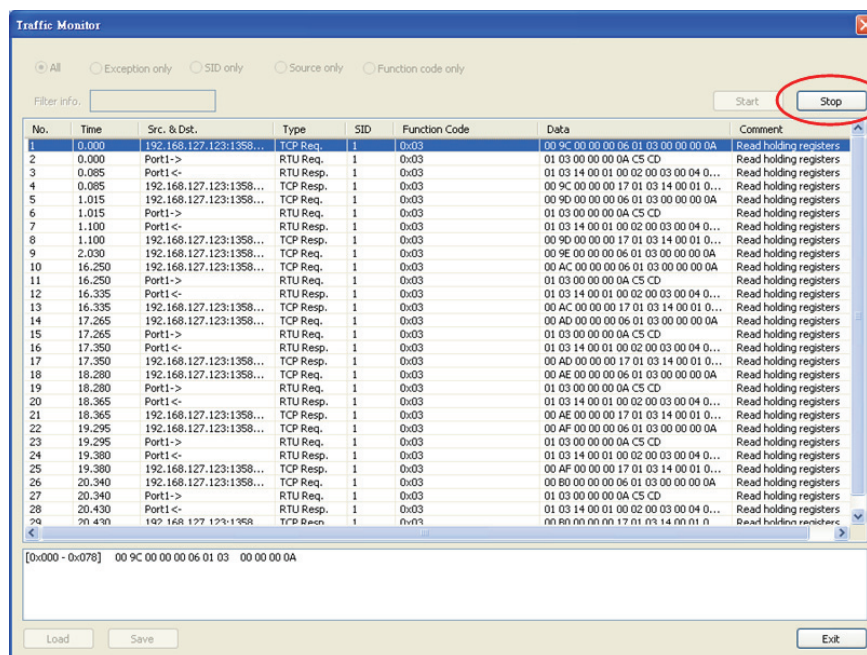 Traffic Monitor
All Exception only SID only Source only Function code only
Filter info. Start Stop
No. Time Src. & Dst. Type SID Function Code Data Comment
1 0.000 192.168.127.123:1358... TCP Req. 1 0x03 00 9C 00 00 00 06 01 03 00 00 00 0A Read holding registers
2 0.000 Port1-> RTU Req. 1 0x03 01 03 00 00 00 0A C5 CD Read holding registers
3 0.085 Port1<- RTU Resp. 1 0x03 01 03 14 00 01 00 02 00 03 00 04 0... Read holding registers
4 0.085 192.168.127.123:1358... TCP Resp. 1 0x03 00 9C 00 00 00 17 01 03 14 00 01 0... Read holding registers
5 1.015 192.168.127.123:1358... TCP Req. 1 0x03 00 9D 00 00 00 06 01 03 00 00 00 0A Read holding registers
6 1.015 Port1-> RTU Req. 1 0x03 01 03 00 00 00 0A C5 CD Read holding registers
7 1.100 Port1<- RTU Resp. 1 0x03 01 03 14 00 01 00 02 00 03 00 04 0... Read holding registers
8 1.100 192.168.127.123:1358... TCP Resp. 1 0x03 00 9D 00 00 00 17 01 03 14 00 01 0... Read holding registers
9 2.030 192.168.127.123:1358... TCP Req. 1 0x03 00 9E 00 00 00 06 01 03 00 00 00 0A Read holding registers
10 16.250 192.168.127.123:1358... TCP Req. 1 0x03 00 AC 00 00 00 06 01 03 00 00 00 0A Read holding registers
11 16.250 Port1-> RTU Req. 1 0x03 01 03 00 00 00 0A C5 CD Read holding registers
12 16.335 Port1<- RTU Resp. 1 0x03 01 03 14 00 01 00 02 00 03 00 04 0... Read holding registers
13 16.335 192.168.127.123:1358... TCP Resp. 1 0x03 00 AC 00 00 00 17 01 03 14 00 01 0... Read holding registers
14 17.265 192.168.127.123:1358... TCP Req. 1 0x03 00 AD 00 00 00 06 01 03 00 00 00 0A Read holding registers
15 17.265 Port1-> RTU Req. 1 0x03 01 03 00 00 00 0A C5 CD Read holding registers
16 17.350 Port1<- RTU Resp. 1 0x03 01 03 14 00 01 00 02 00 03 00 04 0... Read holding registers
17 17.350 192.168.127.123:1358... TCP Resp. 1 0x03 00 AD 00 00 00 17 01 03 14 00 01 0... Read holding registers
18 18.280 192.168.127.123:1358... TCP Req. 1 0x03 00 AE 00 00 00 06 01 03 00 00 00 0A Read holding registers
19 18.280 Port1-> RTU Req. 1 0x03 01 03 00 00 00 0A C5 CD Read holding registers
20 18.365 Port1<- RTU Resp. 1 0x03 01 03 14 00 01 00 02 00 03 00 04 0... Read holding registers
21 18.365 192.168.127.123:1358... TCP Resp. 1 0x03 00 AE 00 00 00 17 01 03 14 00 01 0... Read holding registers
22 19.295 192.168.127.123:1358... TCP Req. 1 0x03 00 AF 00 00 00 06 01 03 00 00 00 0A Read holding registers
23 19.295 Port1-> RTU Req. 1 0x03 01 03 00 00 00 0A C5 CD Read holding registers
24 19.380 Port1<- RTU Resp. 1 0x03 01 03 14 00 01 00 02 00 03 00 04 0... Read holding registers
25 19.380 192.168.127.123:1358... TCP Resp. 1 0x03 00 AF 00 00 00 17 01 03 14 00 01 0... Read holding registers
26 20.340 192.168.127.123:1358... TCP Req. 1 0x03 00 B0 00 00 00 06 01 03 00 00 00 0A Read holding registers
27 20.340 Port1-> RTU Req. 1 0x03 01 03 00 00 00 0A C5 CD Read holding registers
28 20.430 Port1<- RTU Resp. 1 0x03 01 03 14 00 01 00 02 00 03 00 04 0... Read holding registers
29 20.430 192.168.127.123:1358... TCP Resp. 1 0x03 00 B0 00 00 00 17 01 03 14 00 01 0... Read holding registers
[0x000 - 0x078] 00 9C 00 00 00 06 01 03 00 00 00 0A
Load Save Exit